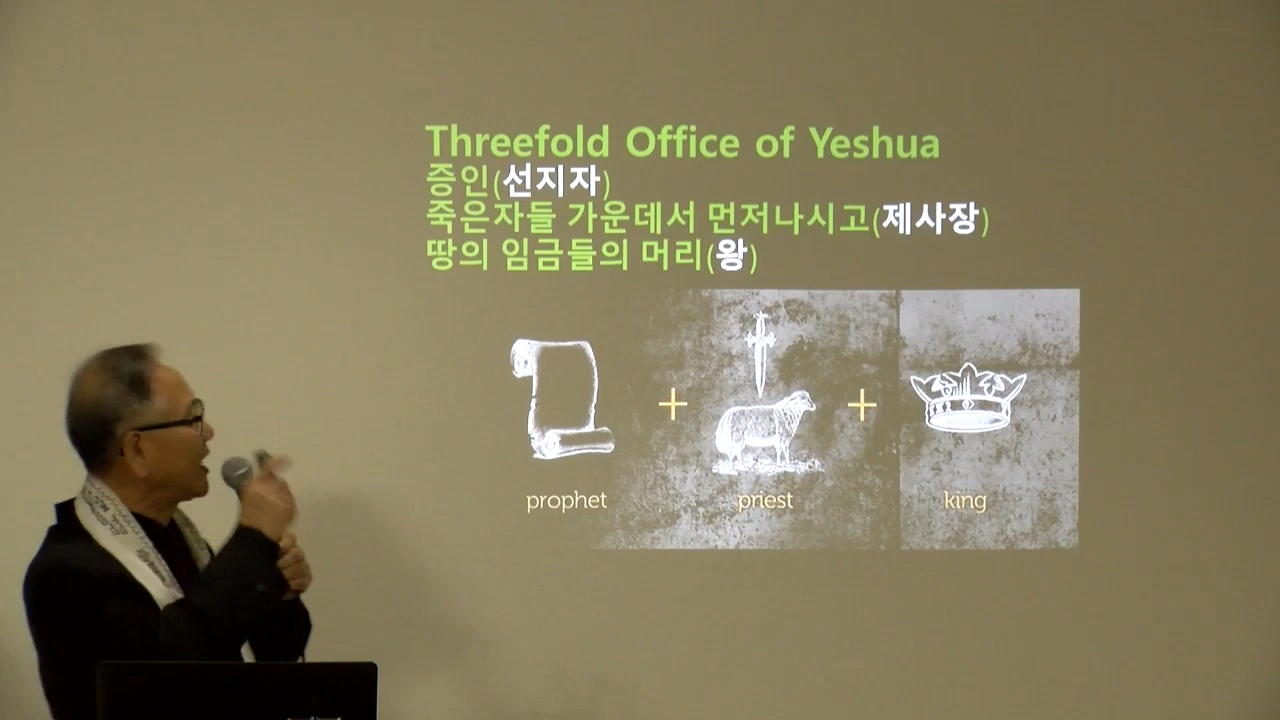 Threefold Office of Yeshua
증인(선지자)
죽은자들 가운데서 먼저나시고(제사장)
땅의 임금들의 머리(왕)
prophet + priest + king